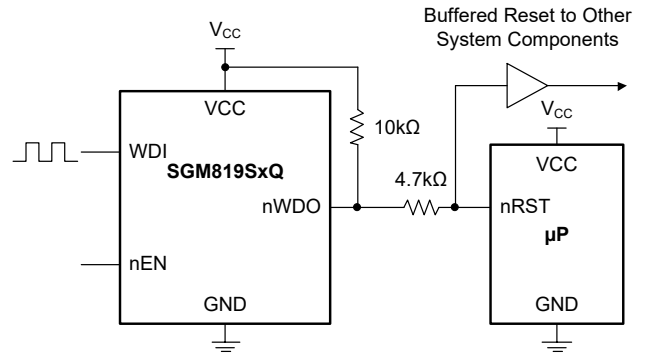 Buffered Reset to Other
System Components
VCC
VCC
WDI
SGM819SxQ
nWDO
nEN
GND
10kΩ
4.7kΩ
VCC
VCC
nRST
µP
GND